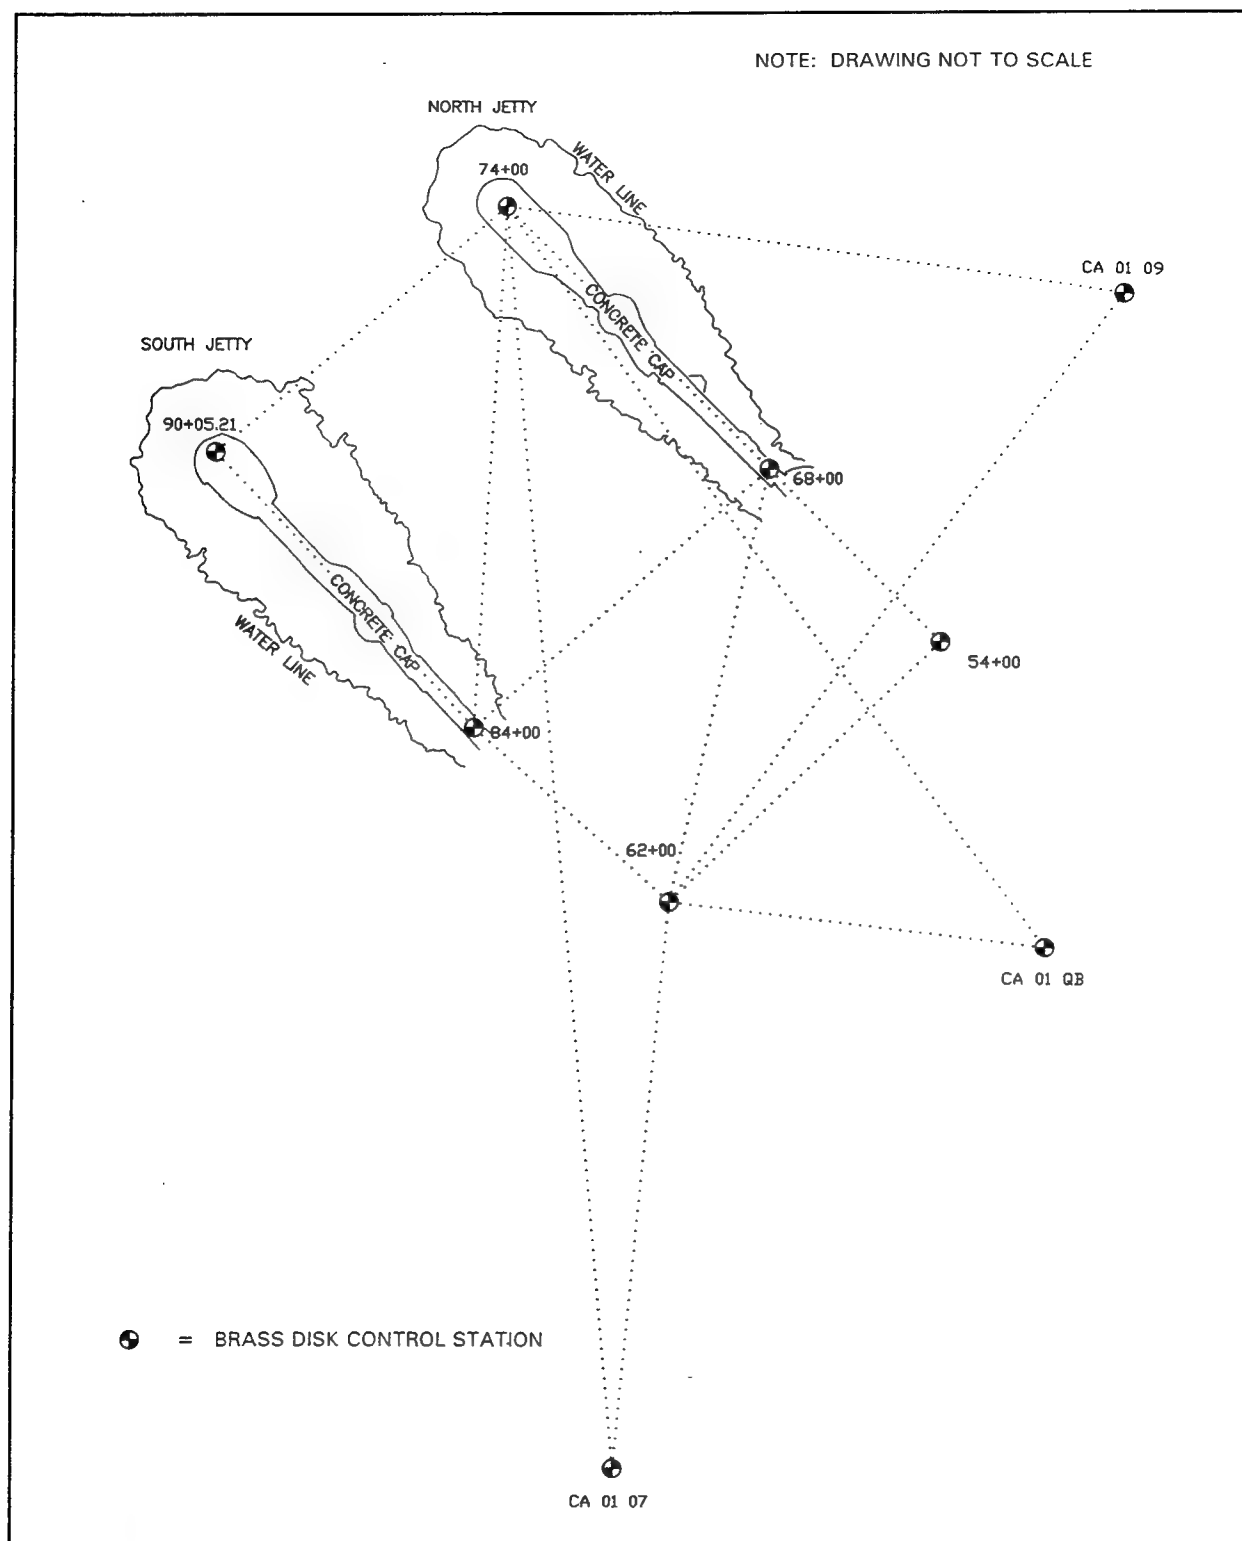 NOTE: DRAWING NOT TO SCALE
NORTH JETTY
WATER LINE
74+00
CA 01 09
CONCRETE CAP
SOUTH JETTY
90+05.21
68+00
CONCRETE CAP
WATER LINE
54+00
84+00
62+00
CA 01 QB
= BRASS DISK CONTROL STATION
CA 01 07